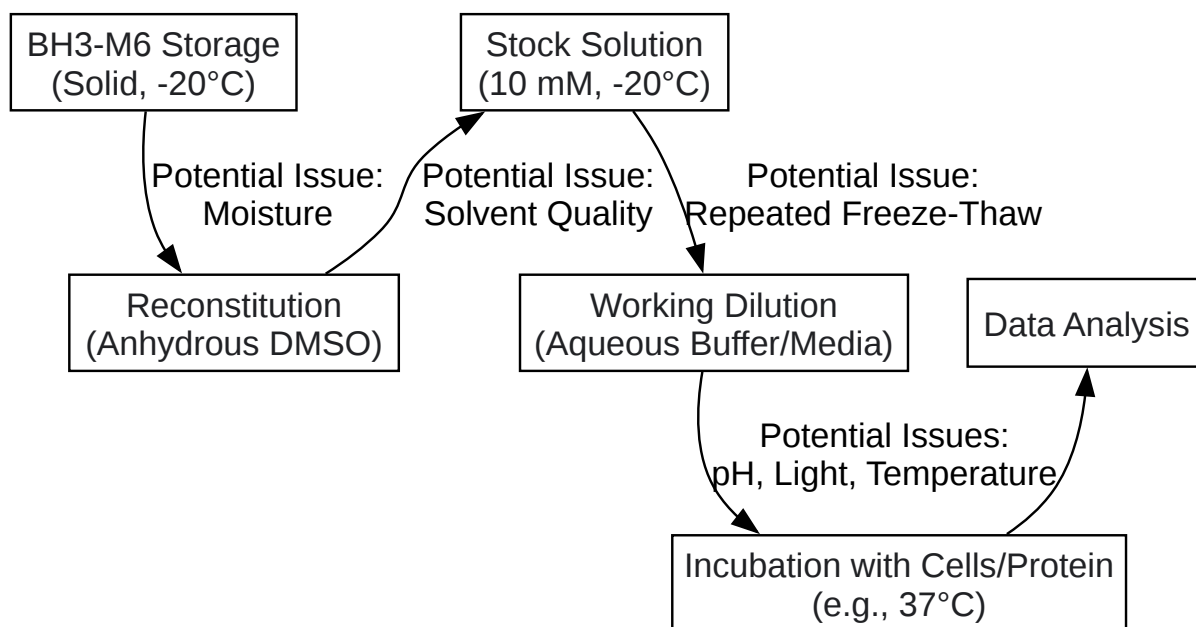 BH3-M6 Storage
(Solid, -20°C)
Stock Solution
(10 mM, -20°C)
Potential Issue:
Moisture
Potential Issue:
Solvent Quality
Potential Issue:
Repeated Freeze-Thaw
Reconstitution
(Anhydrous DMSO)
Working Dilution
(Aqueous Buffer/Media)
Data Analysis
Potential Issues:
pH, Light, Temperature
Incubation with Cells/Protein
(e.g., 37°C)